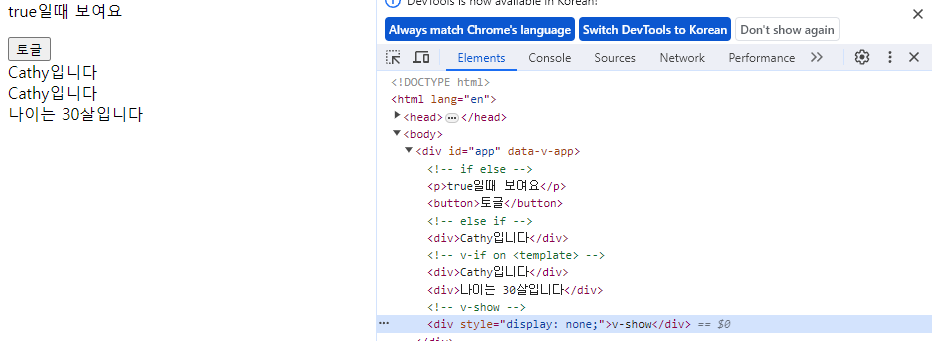 true일때 보여요
토글
Cathy입니다
Cathy입니다
나이는 30살입니다
DevTools is now available in Korean!
Always match Chrome's language Switch DevTools to Korean Don't show again
Elements Console Sources Network Performance
<!DOCTYPE html>
<html lang="en">
<head> </head>
<body>
<div id="app" data-v-app>
<!-- if else -->
<p>true일때 보여요</p>
<button>토글</button>
<!-- else if -->
<div>Cathy입니다</div>
<!-- v-if on <template> -->
<div>Cathy입니다</div>
<div>나이는 30살입니다</div>
<!-- v-show -->
<div style="display: none;">v-show</div> == $0
</div>